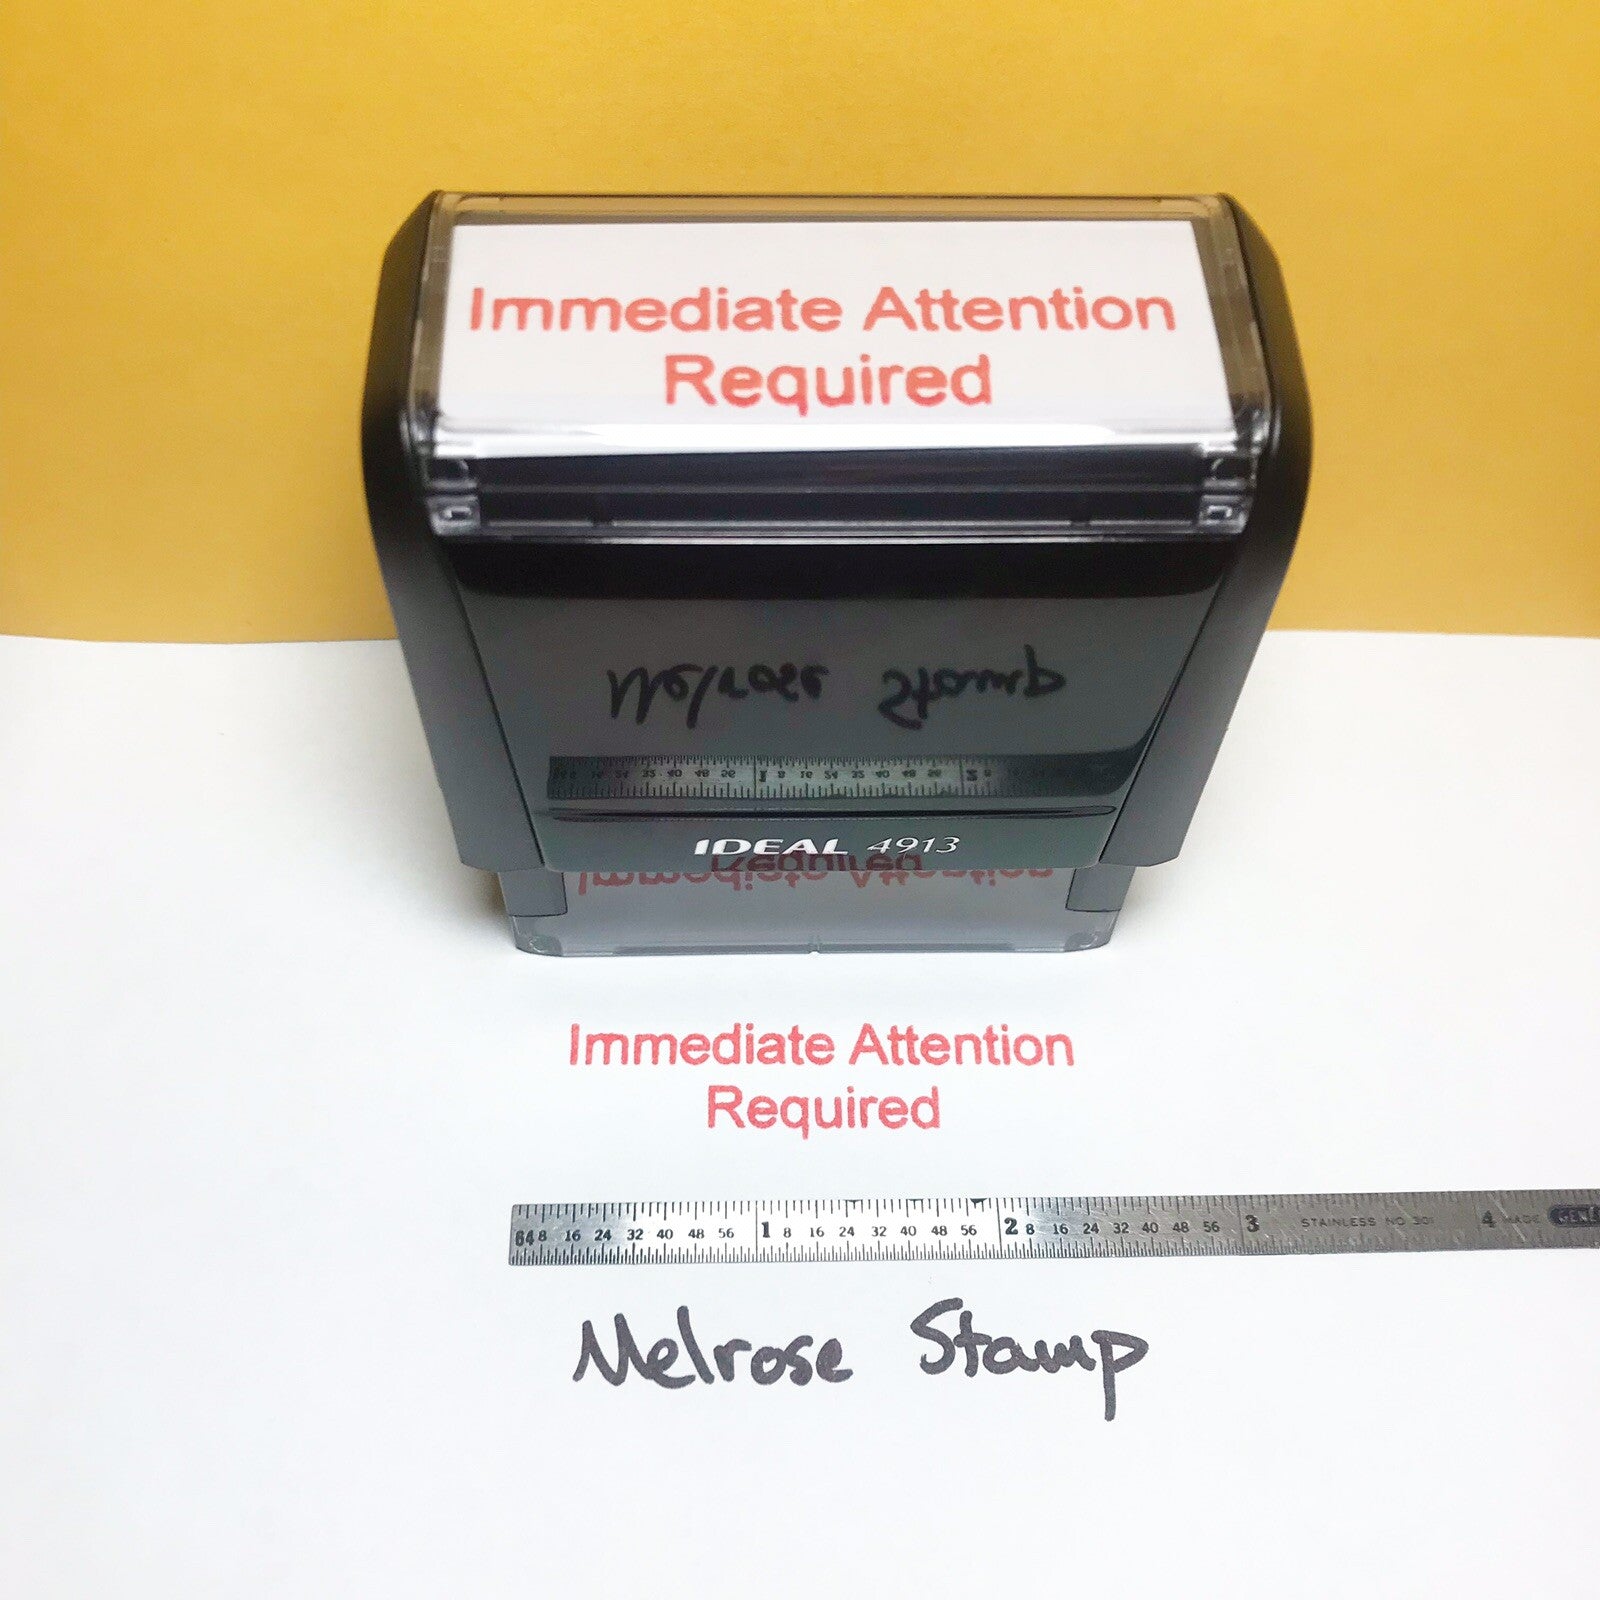 Immediate Attention
Required
IDEAL 4913
Immediate Attention
Required
64 8 16 24 32 40 48 56 1 8 16 24 32 40 48 56 2 8 16 24 32 40 48 56 3 STAINLESS NO 301 4 MADE
Melrose Stamp